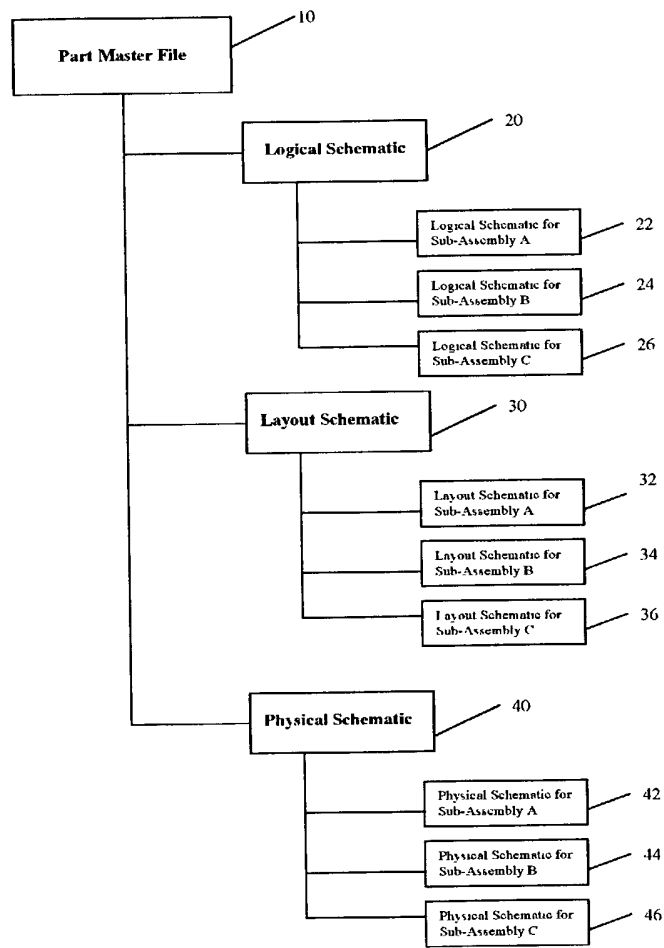 10
Part Master File
20
Logical Schematic
Logical Schematic for
Sub-Assembly A
22
Logical Schematic for
Sub-Assembly B
24
Logical Schematic for
Sub-Assembly C
26
30
Layout Schematic
Layout Schematic for
Sub-Assembly A
32
Layout Schematic for
Sub-Assembly B
34
Layout Schematic for
Sub-Assembly C
36
40
Physical Schematic
Physical Schematic for
Sub-Assembly A
42
Physical Schematic for
Sub-Assembly B
44
Physical Schematic for
Sub-Assembly C
46